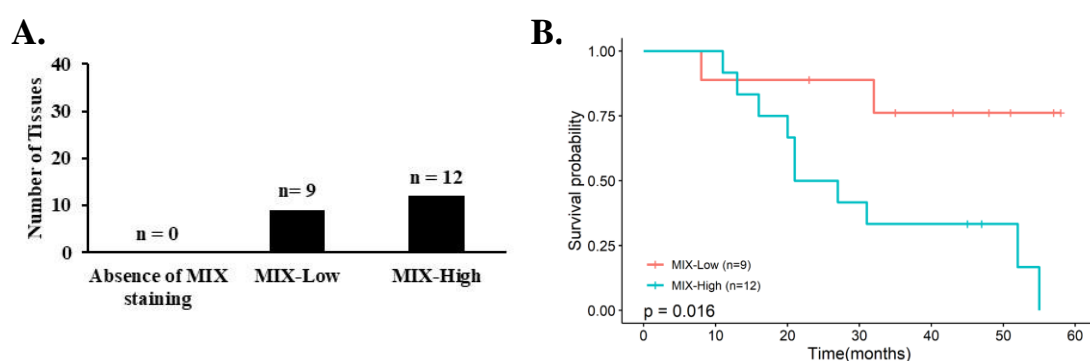 A.
40
30
20
10
0
Number of Tissues
n = 0
n= 9
n = 12
Absence of MIX
staining
MIX-Low
MIX-High
B.
1.00
0.75
0.50
0.25
0.00
Survival probability
MIX-Low (n=9)
MIX-High (n=12)
p = 0.016
0 10 20 30 40 50 60
Time(months)